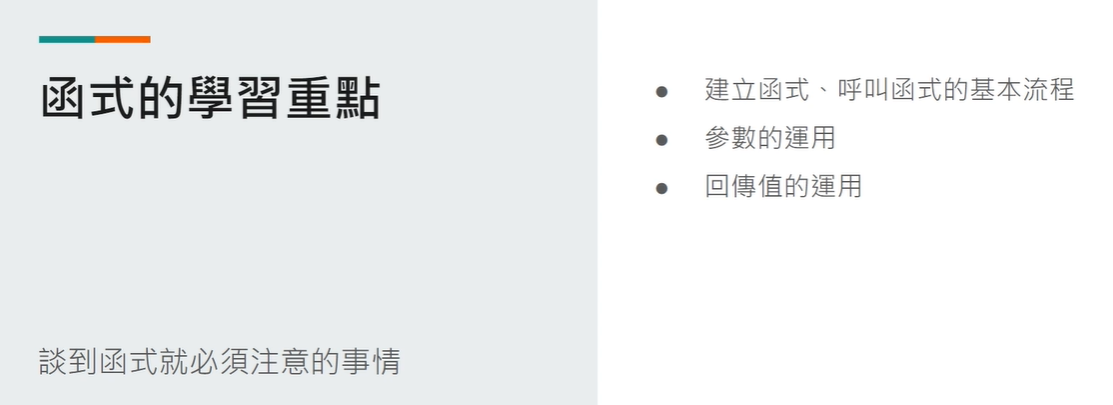 函式的學習重點
談到函式就必須注意的事情
● 建立函式、呼叫函式的基本流程
● 參數的運用
● 回傳值的運用